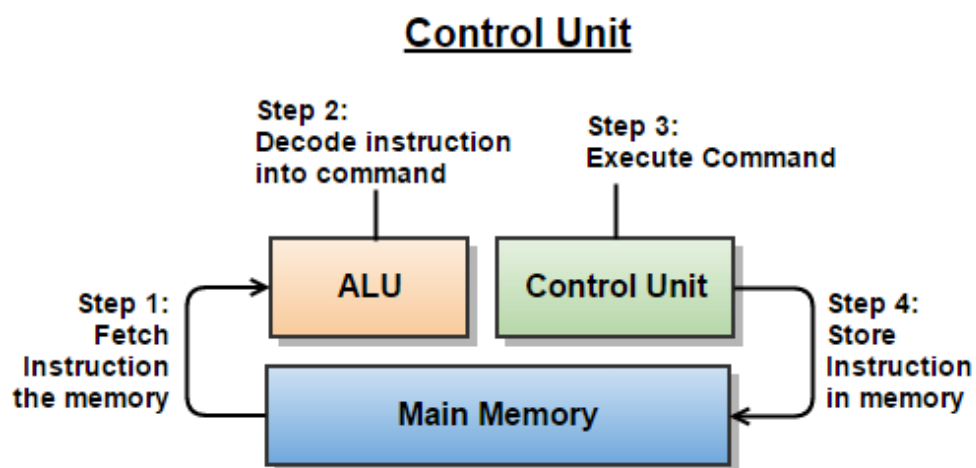 Control Unit
Step 2:
Decode instruction
into command
Step 3:
Execute Command
ALU
Control Unit
Step 1:
Fetch
Instruction
the memory
Step 4:
Store
Instruction
in memory
Main Memory